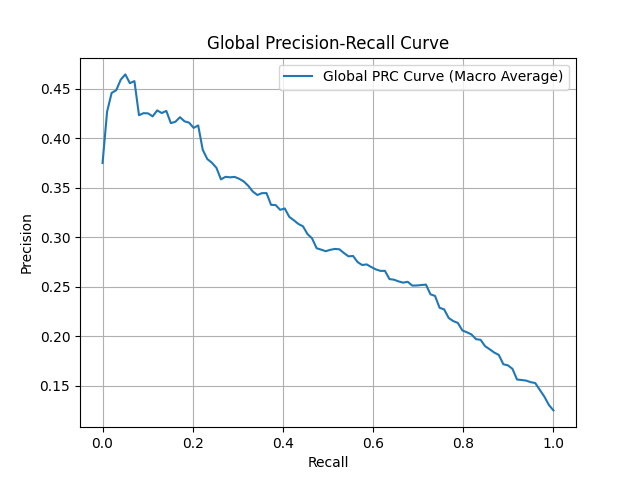 Global Precision-Recall Curve
Global PRC Curve (Macro Average)
Precision
0.45
0.40
0.35
0.30
0.25
0.20
0.15
0.0 0.2 0.4 0.6 0.8 1.0
Recall